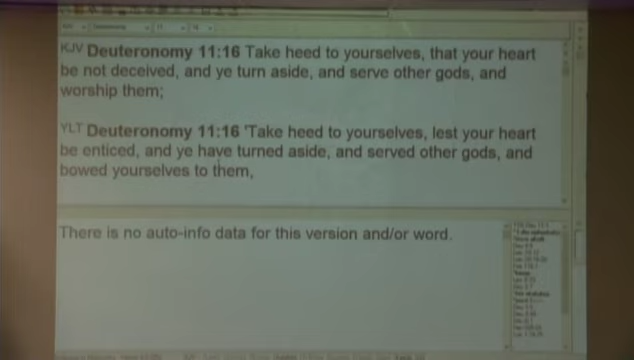 KJV Deuteronomy 11:16 Take heed to yourselves, that your heart
be not deceived, and ye turn aside, and serve other gods, and
worship them;
YLT Deuteronomy 11:16 'Take heed to yourselves, lest your heart
be enticed, and ye have turned aside, and served other gods, and
bowed yourselves to them,
There is no auto-info data for this version and/or word.